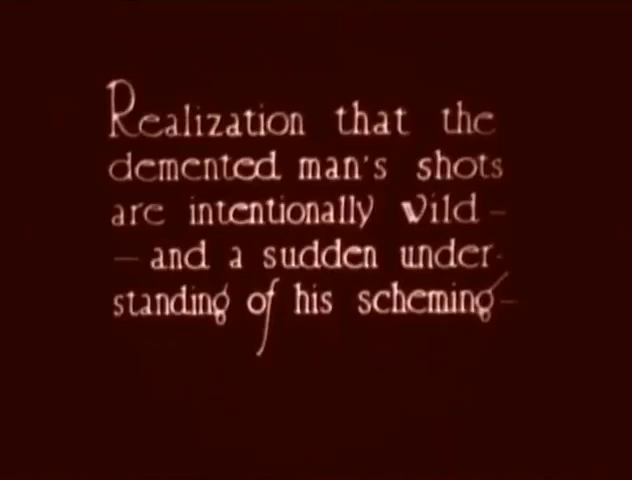 Realization that the
demented man's shots
are intentionally wild –
– and a sudden under-
standing of his scheming –